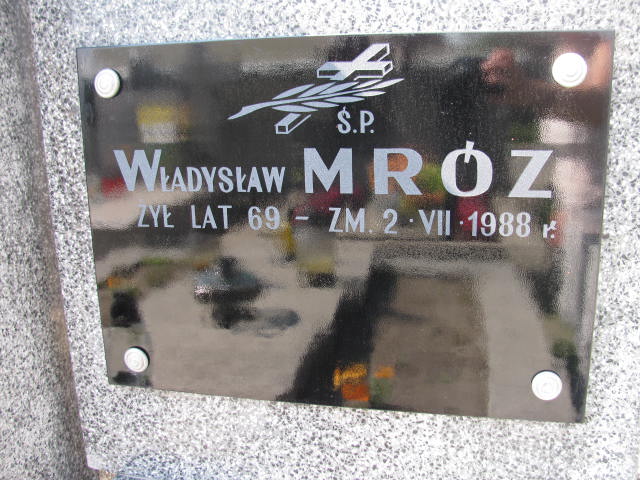 Ś.P.
WŁADYSŁAW MRÓZ
ŻYŁ LAT 69 - ZM. 2·VII·1988 r.